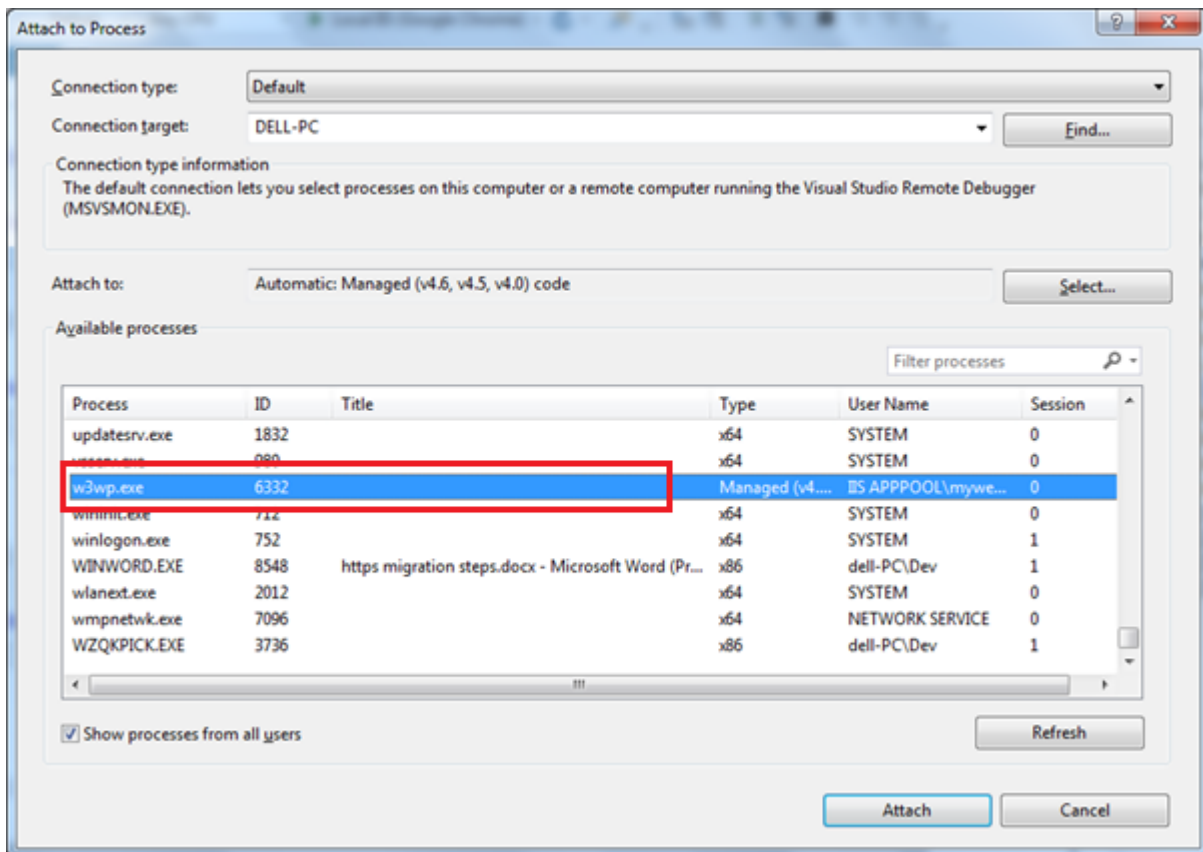 Attach to Process
Connection type: Default
Connection target: DELL-PC Find...
Connection type information
The default connection lets you select processes on this computer or a remote computer running the Visual Studio Remote Debugger
(MSVSMON.EXE).
Attach to: Automatic: Managed (v4.6, v4.5, v4.0) code Select...
Available processes
Filter processes
Process ID Title Type User Name Session
updatesrv.exe 1832 x64 SYSTEM 0
x64 SYSTEM 0
w3wp.exe 6332 Managed (v4.... IIS APPPOOL\mywe... 0
wininit.exe 712 x64 SYSTEM 0
winlogon.exe 752 x64 SYSTEM 1
WINWORD.EXE 8548 https migration steps.docx - Microsoft Word (Pr... x86 dell-PC\Dev 1
wlanext.exe 2012 x64 SYSTEM 0
wmpnetwk.exe 7096 x64 NETWORK SERVICE 0
WZQKPICK.EXE 3736 x86 dell-PC\Dev 1
Show processes from all users Refresh
Attach Cancel